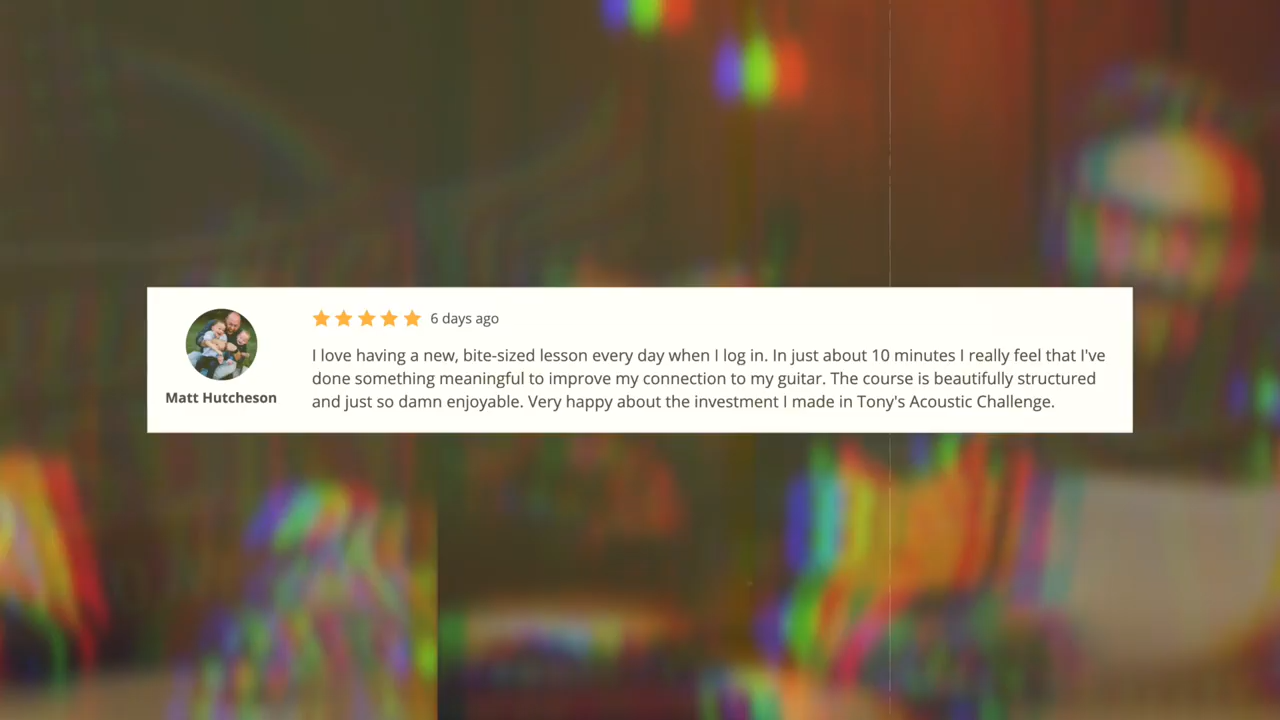 6 days ago
I love having a new, bite-sized lesson every day when I log in. In just about 10 minutes I really feel that I've
done something meaningful to improve my connection to my guitar. The course is beautifully structured
and just so damn enjoyable. Very happy about the investment I made in Tony's Acoustic Challenge.
Matt Hutcheson